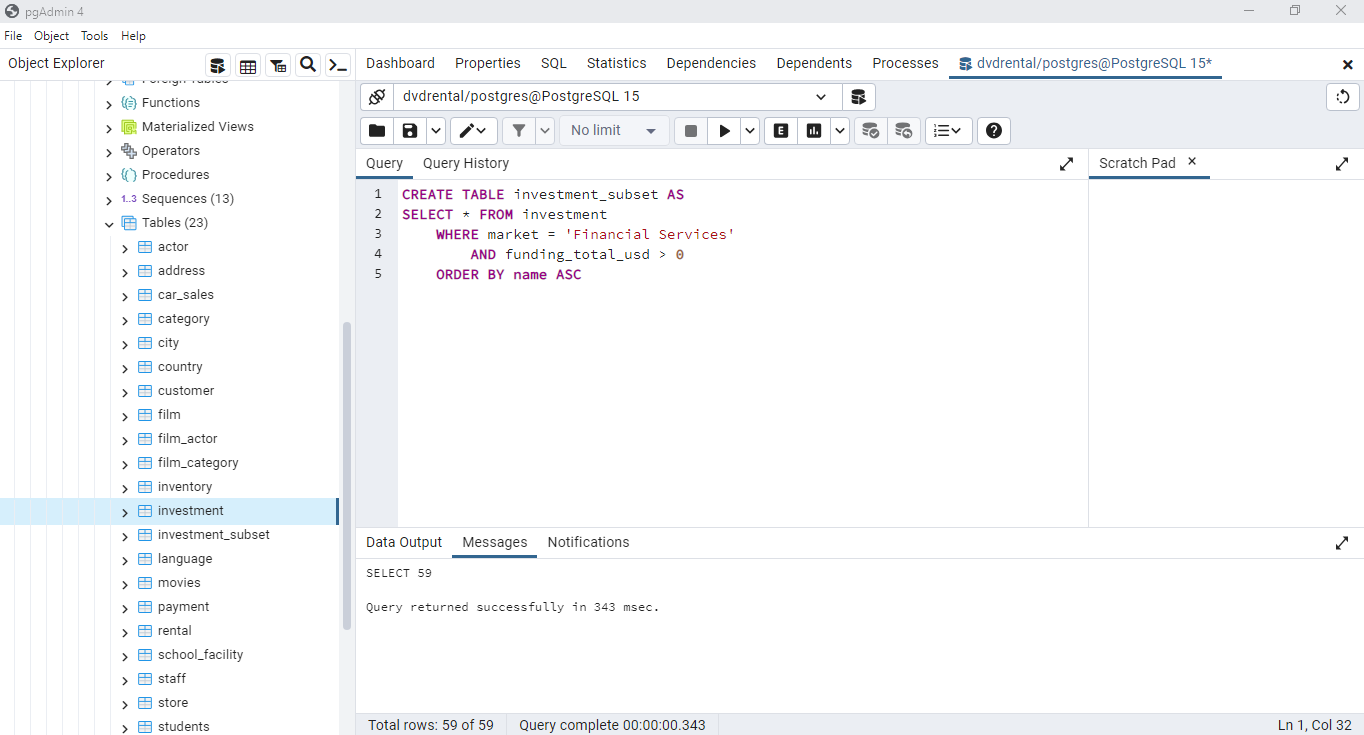 pgAdmin 4
File Object Tools Help
Object Explorer
Dashboard Properties SQL Statistics Dependencies Dependents Processes dvdrental/postgres@PostgreSQL 15*
Foreign Tables
Functions
Materialized Views
Operators
Procedures
1..3 Sequences (13)
Tables (23)
actor
address
car_sales
category
city
country
customer
film
film_actor
film_category
inventory
investment
investment_subset
language
movies
payment
rental
school_facility
staff
store
students
dvdrental/postgres@PostgreSQL 15
No limit
E
Query Query History
Scratch Pad
1 CREATE TABLE investment_subset AS
2 SELECT * FROM investment
3 WHERE market = 'Financial Services'
4 AND funding_total_usd > 0
5 ORDER BY name ASC
Data Output Messages Notifications
SELECT 59
Query returned successfully in 343 msec.
Total rows: 59 of 59 Query complete 00:00:00.343 Ln 1, Col 32